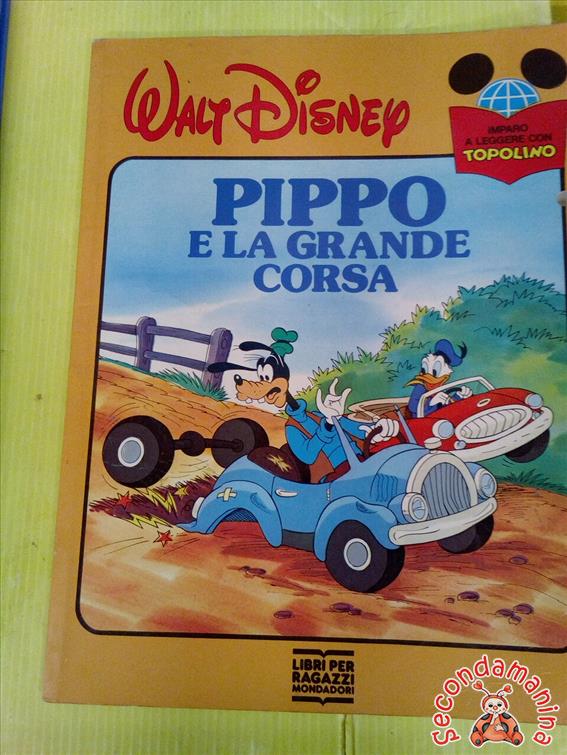 WALT DISNEY
IMPARO
A LEGGERE CON
TOPOLINO
PIPPO
E LA GRANDE
CORSA
LIBRI PER
RAGAZZI
MONDADORI
Secondamanina